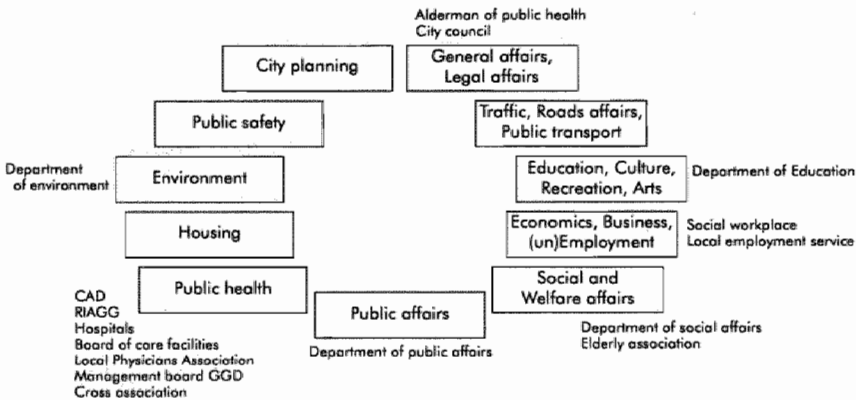 Alderman of public health
City council
City planning
General affairs,
Legal affairs
Public safety
Traffic, Roads affairs,
Public transport
Department
of environment
Environment
Education, Culture,
Recreation, Arts
Department of Education
Housing
Economics, Business,
(un)Employment
Social workplace
Local employment service
Public health
Social and
Welfare affairs
CAD
RIAGG
Hospitals
Board of care facilities
Local Physicians Association
Management board GGD
Cross association
Public affairs
Department of public affairs
Department of social affairs
Elderly association